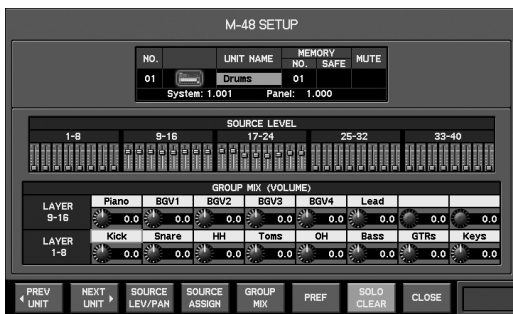 M-48 SETUP
NO. UNIT NAME MEMORY NO. SAFE MUTE
01 Drums 01
System: 1.001 Panel: 1.000
SOURCE LEVEL
1-8 9-16 17-24 25-32 33-40
GROUP MIX (VOLUME)
LAYER 9-16
Piano BGV1 BGV2 BGV3 BGV4 Lead
0.0 0.0 0.0 0.0 0.0 0.0 0.0 0.0
LAYER 1-8
Kick Snare HH Toms OH Bass GTRs Keys
0.0 0.0 0.0 0.0 0.0 0.0 0.0 0.0
PREV UNIT
NEXT UNIT
SOURCE LEV/PAN
SOURCE ASSIGN
GROUP MIX
PREF
SOLO CLEAR
CLOSE